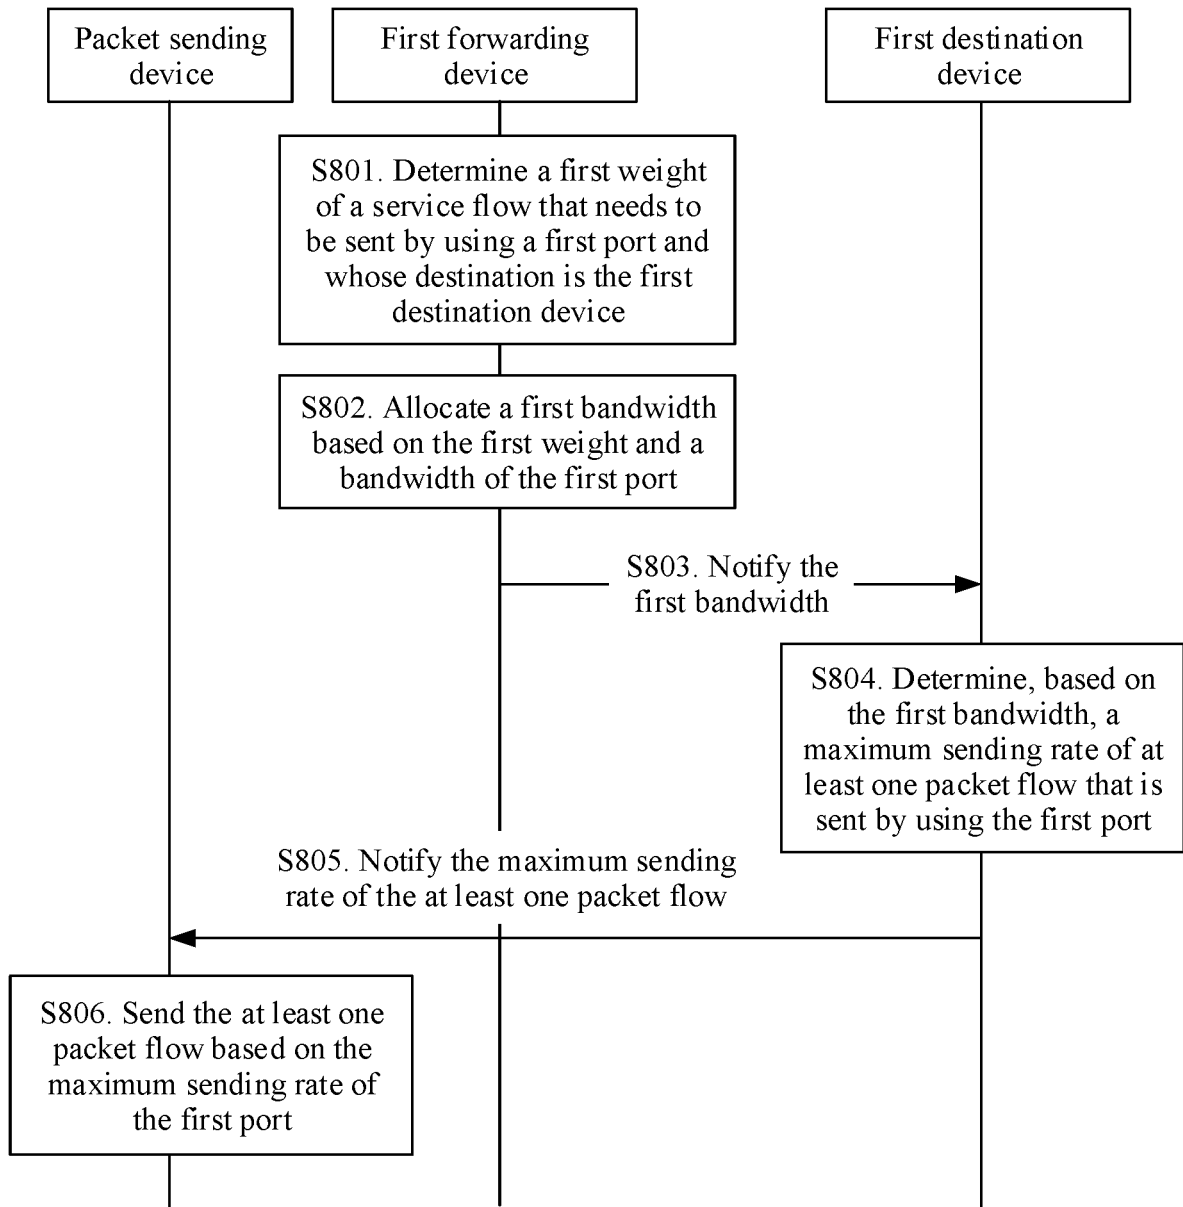 Packet sending
device
First forwarding
device
First destination
device
S801. Determine a first weight
of a service flow that needs to
be sent by using a first port and
whose destination is the first
destination device
S802. Allocate a first bandwidth
based on the first weight and a
bandwidth of the first port
S803. Notify the
first bandwidth
S804. Determine, based on
the first bandwidth, a
maximum sending rate of at
least one packet flow that is
sent by using the first port
S805. Notify the maximum sending
rate of the at least one packet flow
S806. Send the at least one
packet flow based on the
maximum sending rate of
the first port